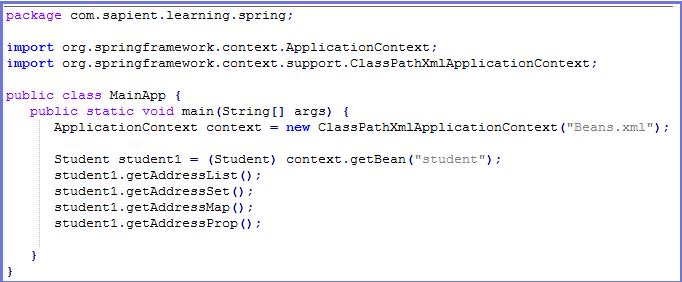 package com.sapient.learning.spring;
import org.springframework.context.ApplicationContext;
import org.springframework.context.support.ClassPathXmlApplicationContext;
public class MainApp {
public static void main(String[] args) {
ApplicationContext context = new ClassPathXmlApplicationContext("Beans.xml");
Student student1 = (Student) context.getBean("student");
student1.getAddressList();
student1.getAddressSet();
student1.getAddressMap();
student1.getAddressProp();
}
}